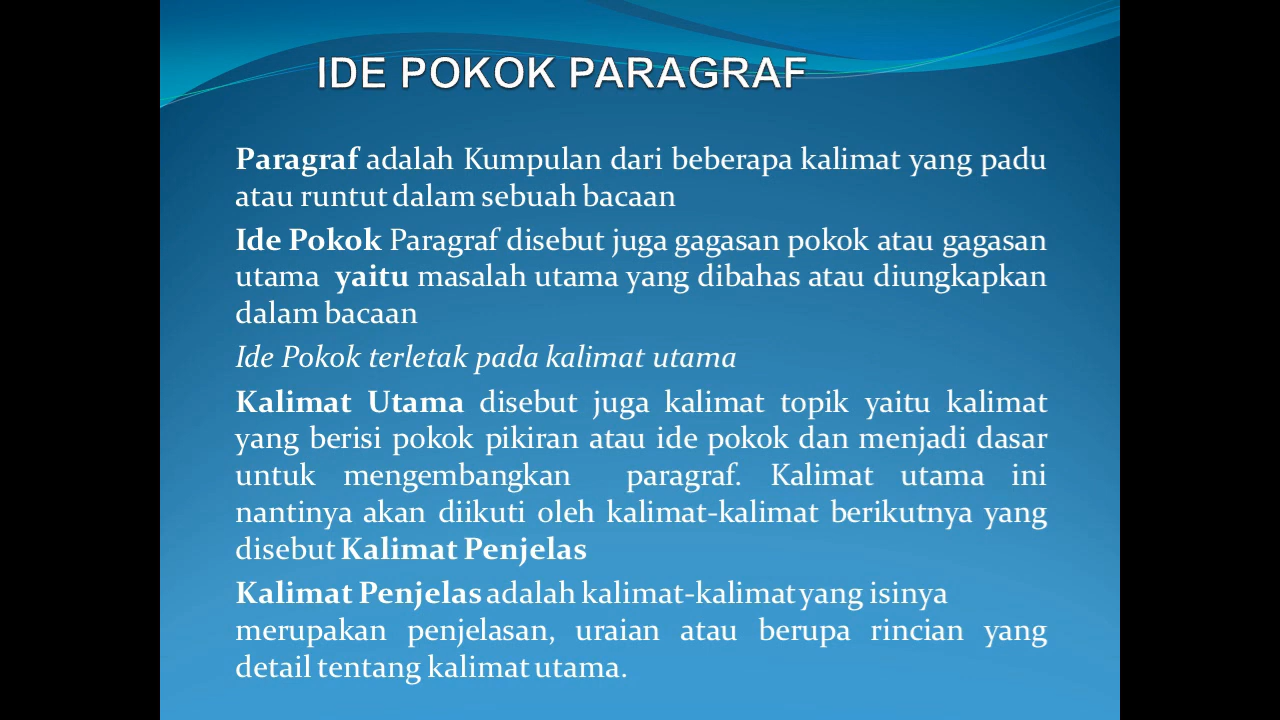 IDE POKOK PARAGRAF
Paragraf adalah Kumpulan dari beberapa kalimat yang padu
atau runtut dalam sebuah bacaan
Ide Pokok Paragraf disebut juga gagasan pokok atau gagasan
utama yaitu masalah utama yang dibahas atau diungkapkan
dalam bacaan
Ide Pokok terletak pada kalimat utama
Kalimat Utama disebut juga kalimat topik yaitu kalimat
yang berisi pokok pikiran atau ide pokok dan menjadi dasar
untuk mengembangkan paragraf. Kalimat utama ini
nantinya akan diikuti oleh kalimat-kalimat berikutnya yang
disebut Kalimat Penjelas
Kalimat Penjelas adalah kalimat-kalimat yang isinya
merupakan penjelasan, uraian atau berupa rincian yang
detail tentang kalimat utama.